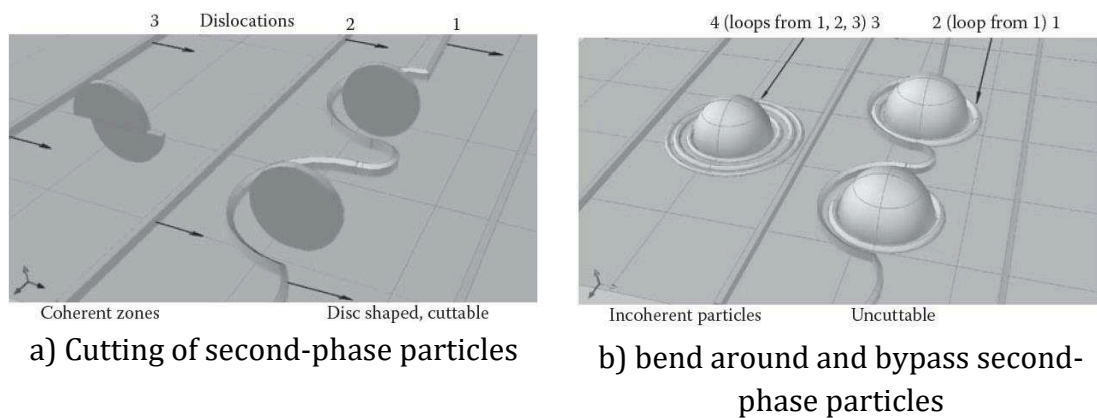 3 Dislocations 2 1
4 (loops from 1, 2, 3) 3 2 (loop from 1) 1
Coherent zones Disc shaped, cuttable
Incoherent particles Uncuttable
a) Cutting of second-phase particles
b) bend around and bypass second-
phase particles